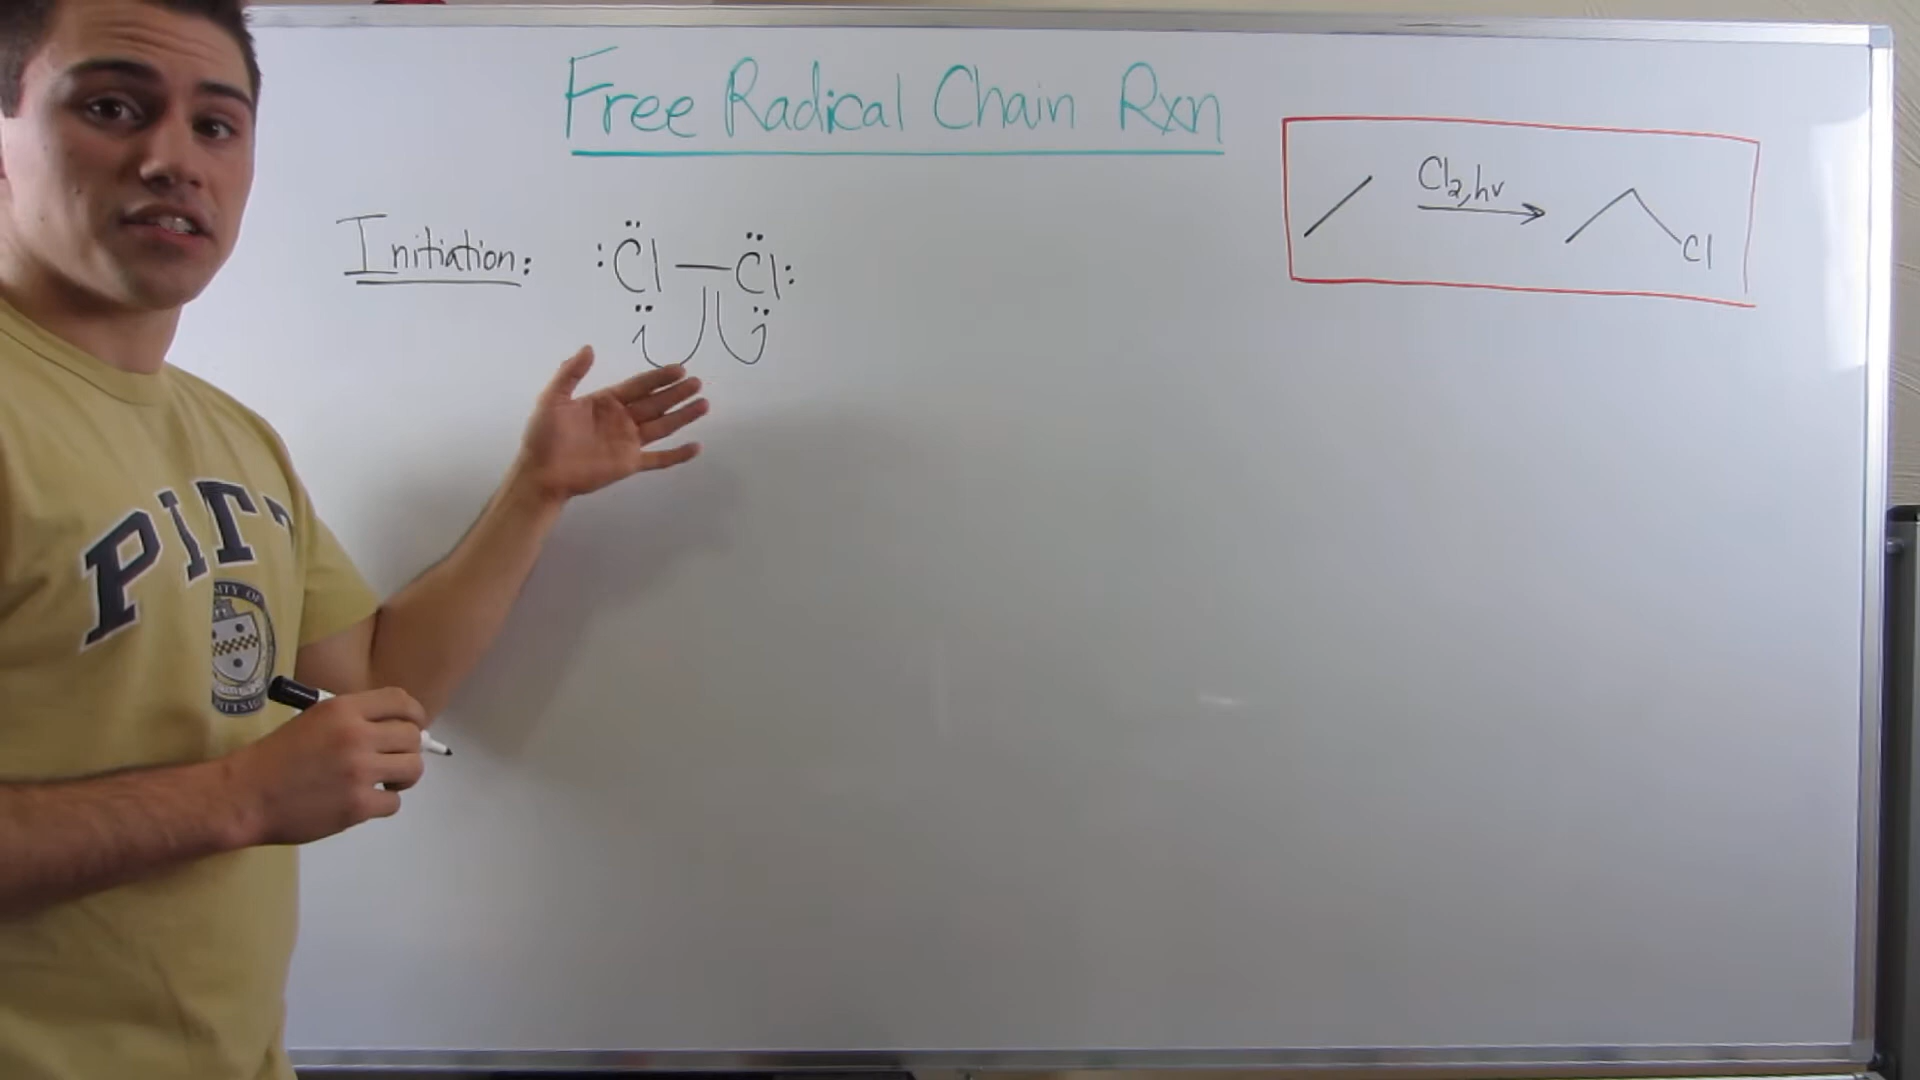 Free Radical Chain Rxn
Cl2, hν
Cl
Initiation: :Cl—Cl:
PITT